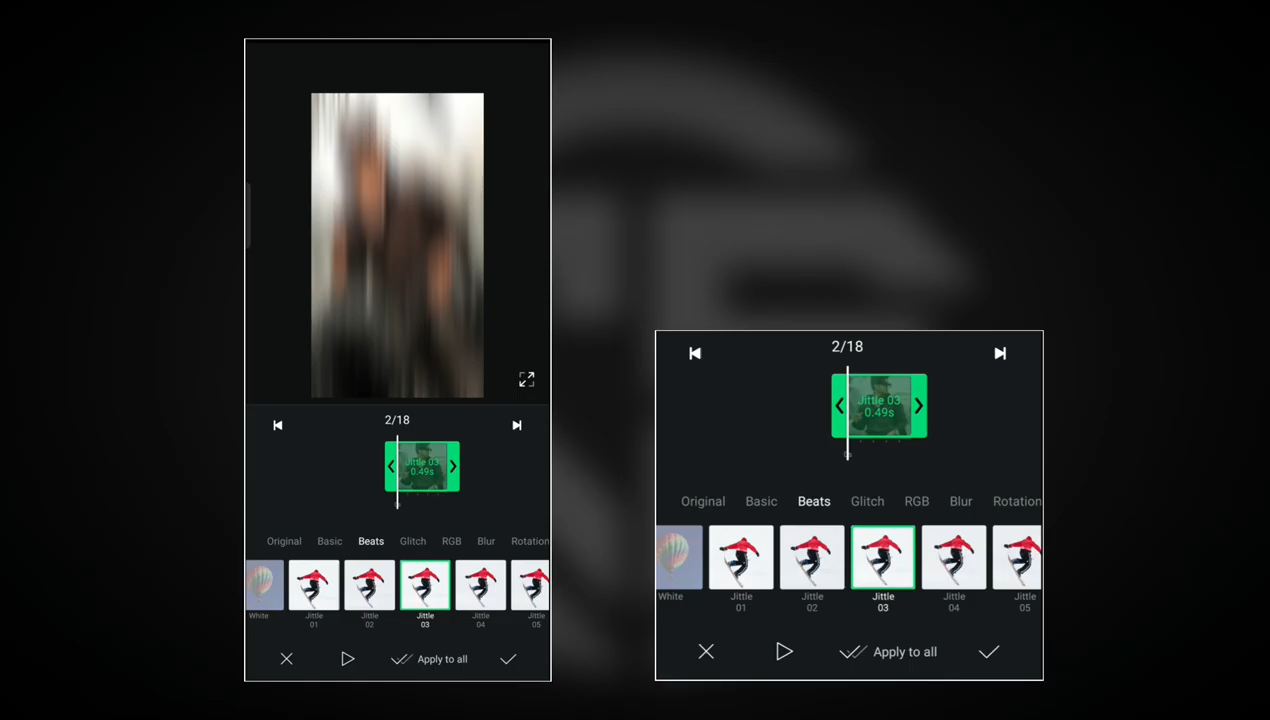 2/18
Jittle 03
0.49s
Original Basic Beats Glitch RGB Blur Rotation
White Jittle 01 Jittle 02 Jittle 03 Jittle 04 Jittle 05
Apply to all
2/18
Jittle 03
0.49s
Original Basic Beats Glitch RGB Blur Rotation
White Jittle 01 Jittle 02 Jittle 03 Jittle 04 Jittle 05
Apply to all